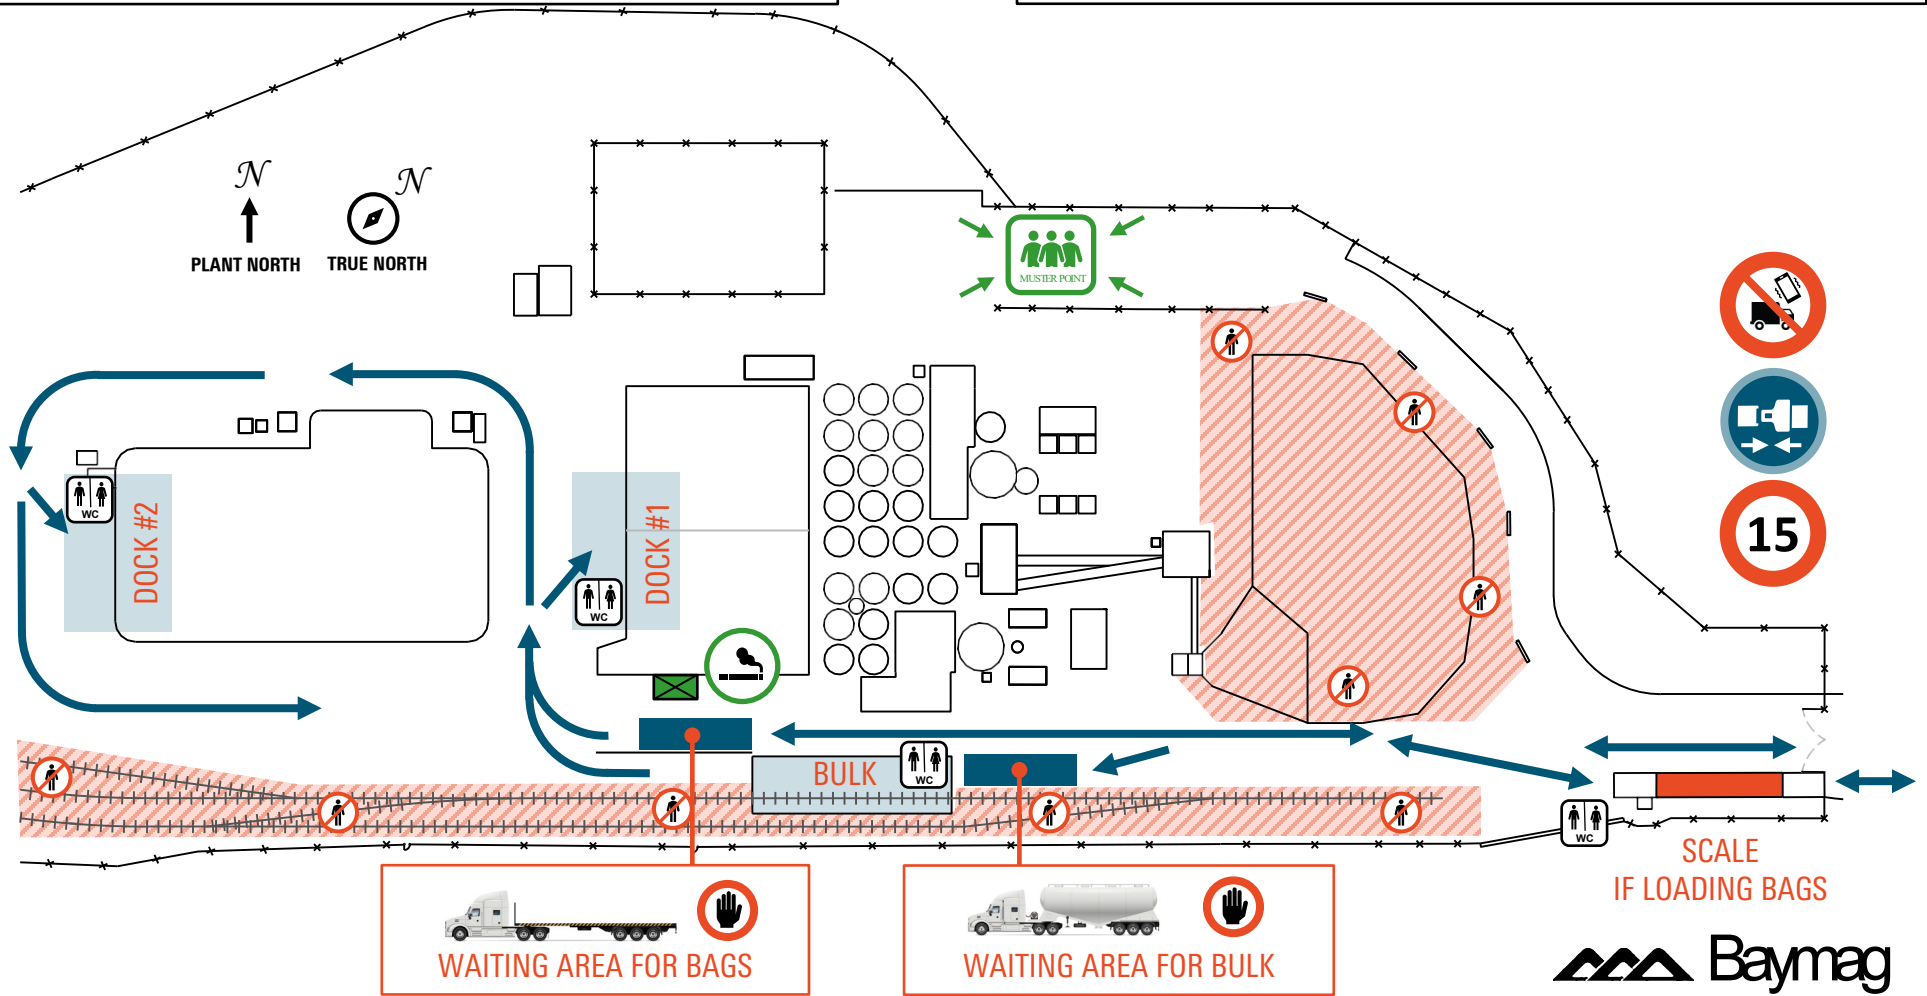 N
N
PLANT NORTH
TRUE NORTH
MUSTER POINT
WC
DOCK #2
DOCK #1
WC
15
BULK
WC
WC
SCALE
IF LOADING BAGS
WAITING AREA FOR BAGS
WAITING AREA FOR BULK
Baymag